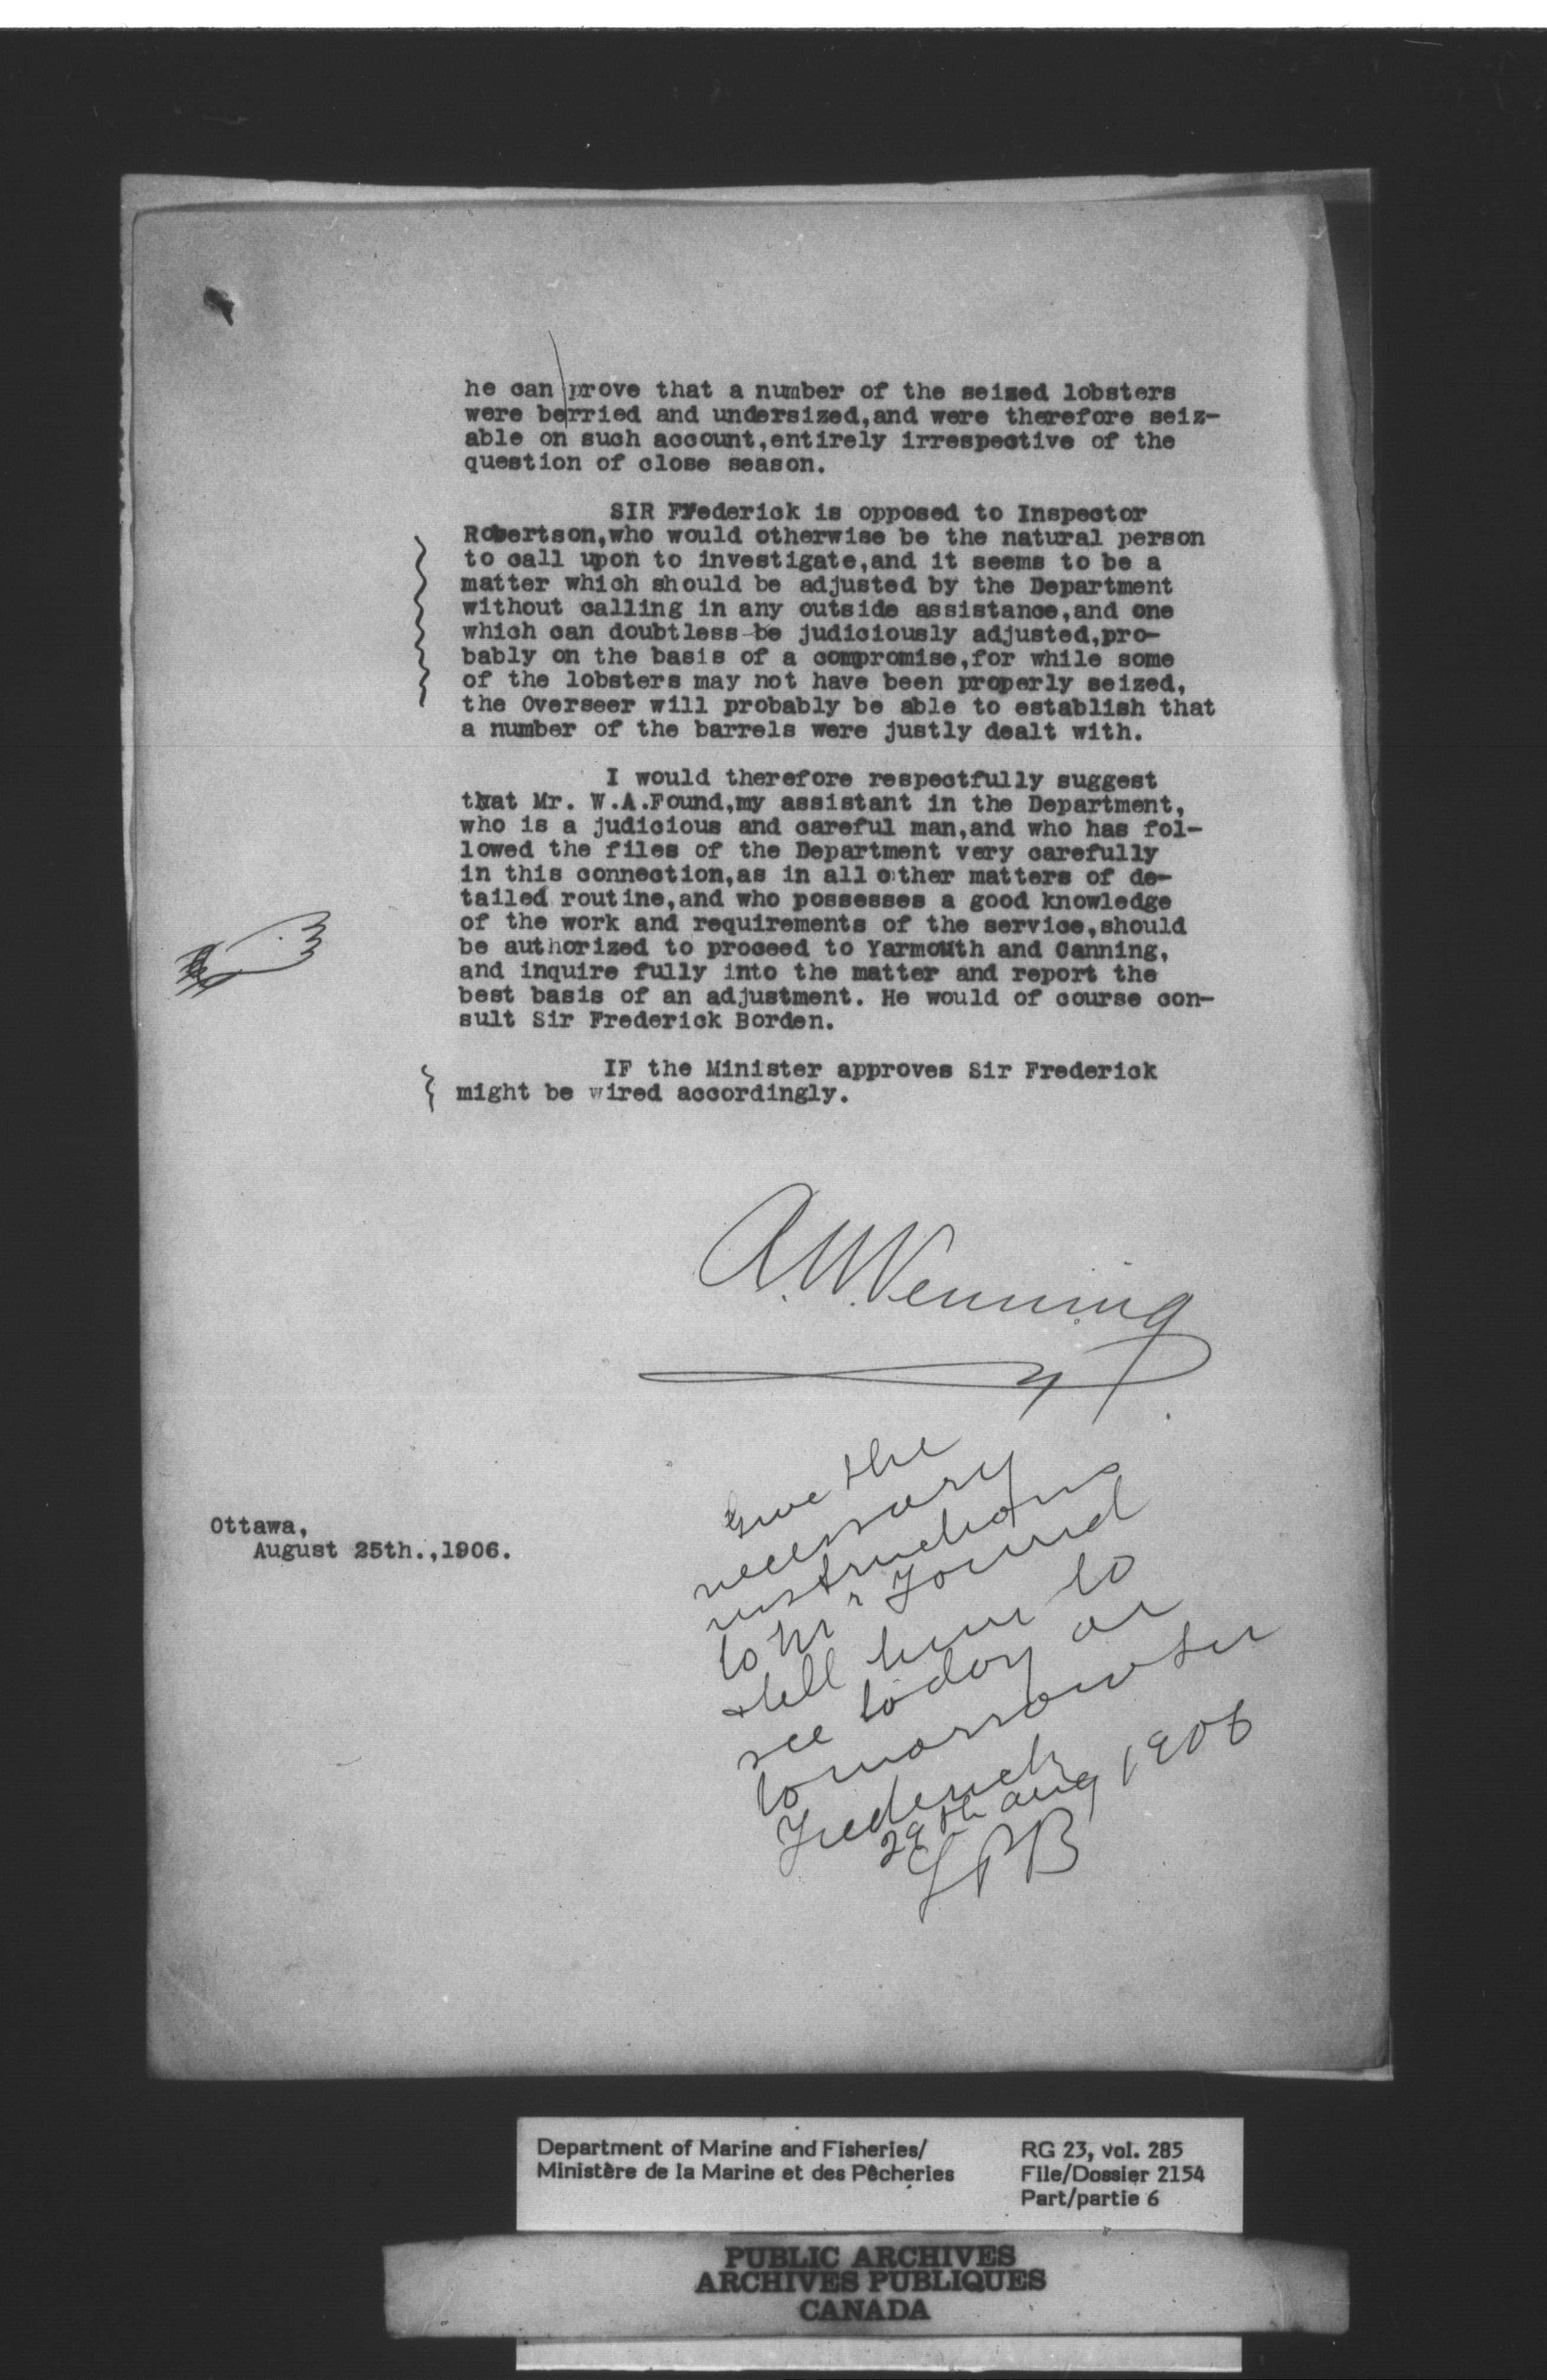 he can prove that a number of the seized lobsters
were berried and undersized,and were therefore seiz-
able on such account,entirely irrespective of the
question of close season.
SIR Frederick is opposed to Inspector
Robertson,who would otherwise be the natural person
to call upon to investigate,and it seems to be a
matter which should be adjusted by the Department
without calling in any outside assistance,and one
which can doubtless be judiciously adjusted,pro-
bably on the basis of a compromise,for while some
of the lobsters may not have been properly seized,
the Overseer will probably be able to establish that
a number of the barrels were justly dealt with.
I would therefore respectfully suggest
that Mr. W.A.Found,my assistant in the Department,
who is a judicious and careful man,and who has fol-
lowed the files of the Department very carefully
in this connection,as in all other matters of de-
tailed routine,and who possesses a good knowledge
of the work and requirements of the service,should
be authorized to proceed to Yarmouth and Canning,
and inquire fully into the matter and report the
best basis of an adjustment. He would of course con-
sult Sir Frederick Borden.
IF the Minister approves Sir Frederick
might be wired accordingly.
R.N.Venning
Ottawa,
August 25th.,1906.
Give the
necessary
instructions
to Mr Found
& tell him to
see today or
tomorrow Sir
Frederick
29th aug 1906
LPB
Department of Marine and Fisheries/
Ministère de la Marine et des Pêcheries
RG 23, vol. 285
File/Dossier 2154
Part/partie 6
PUBLIC ARCHIVES
ARCHIVES PUBLIQUES
CANADA